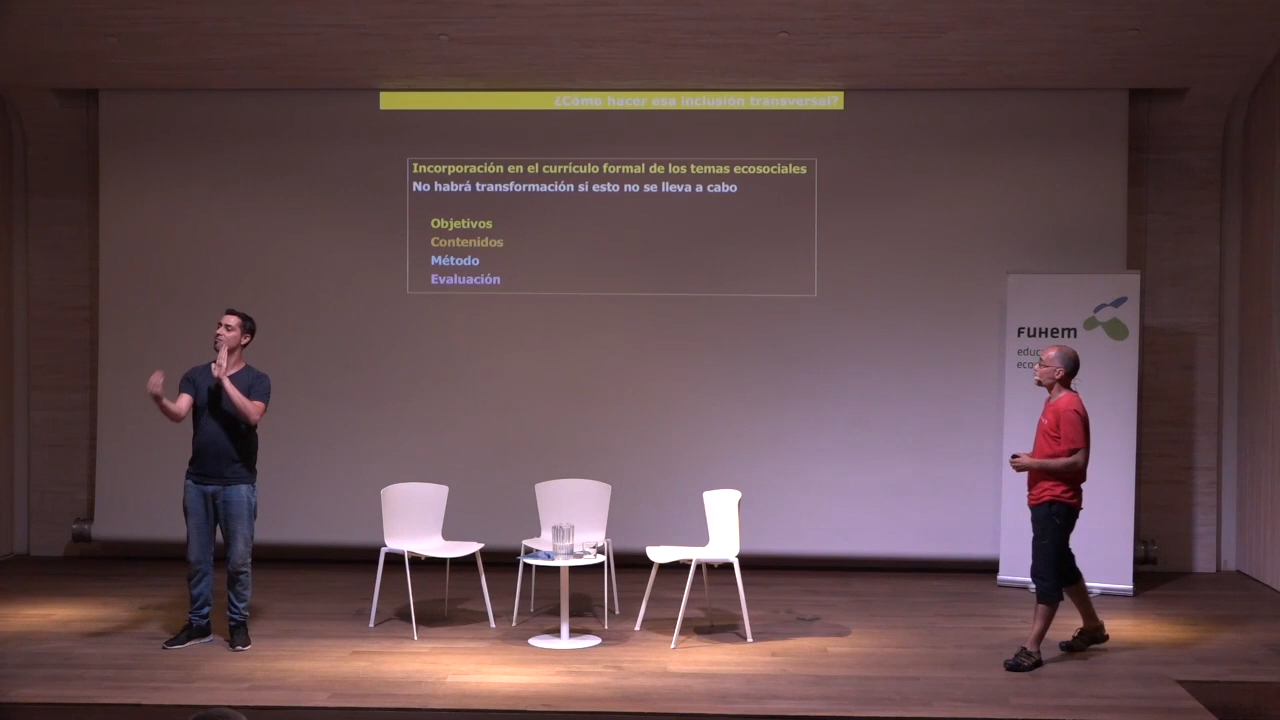 ¿Cómo hacer esa inclusión transversal?
Incorporación en el currículo formal de los temas ecosociales
No habrá transformación si esto no se lleva a cabo
Objetivos
Contenidos
Método
Evaluación
FUHEM